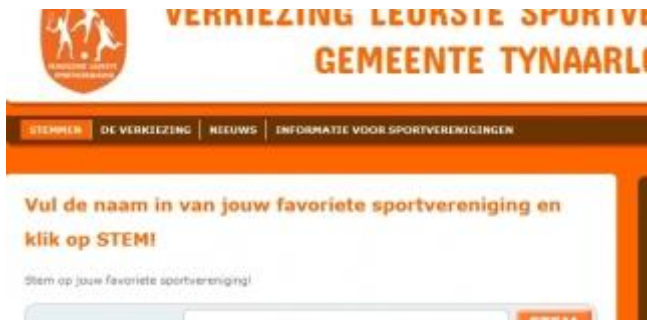 VERKIEZING LEUKSTE SPORTVE
GEMEENTE TYNAARL
STEMMEN DE VERKIEZING NIEUWS INFORMATIE VOOR SPORTVERENIGINGEN
Vul de naam in van jouw favoriete sportvereniging en
klik op STEM!
Stem op jouw favoriete sportvereniging!
STEM